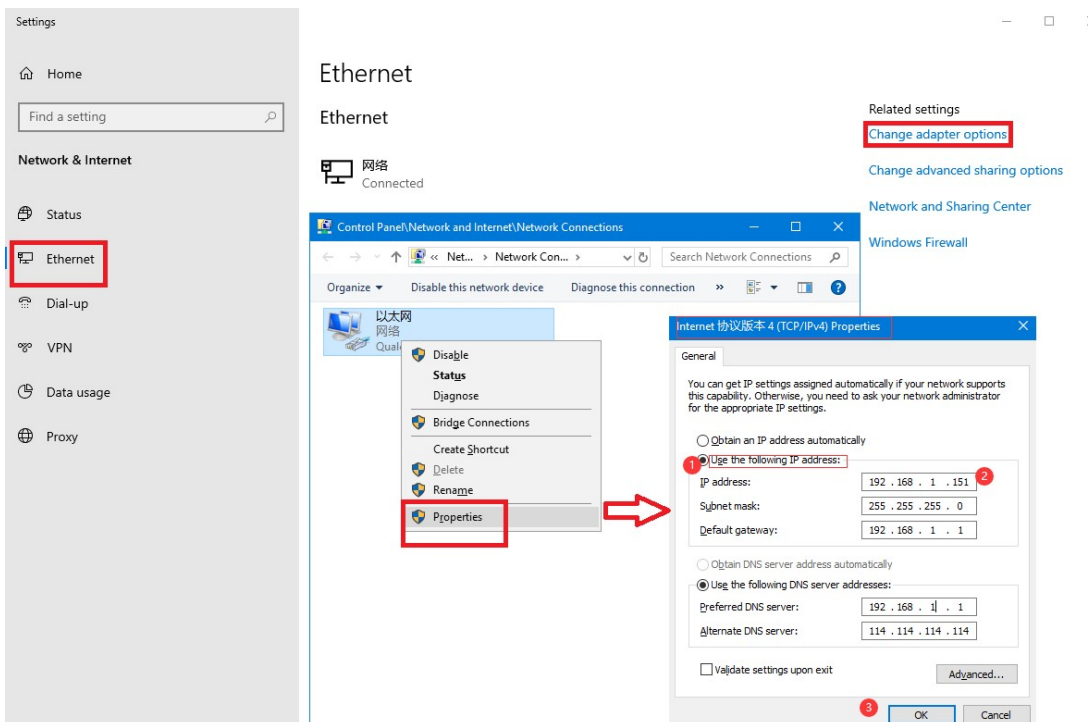 Settings
Home
Find a setting
Network & Internet
Status
Ethernet
Dial-up
VPN
Data usage
Proxy
Ethernet
Ethernet
网络
Connected
Related settings
Change adapter options
Change advanced sharing options
Network and Sharing Center
Windows Firewall
Control Panel\Network and Internet\Network Connections
« Net... > Network Con... >
Search Network Connections
Organize
Disable this network device
Diagnose this connection
»
以太网
网络
Disable
Status
Diagnose
Bridge Connections
Create Shortcut
Delete
Rename
Properties
Internet 协议版本 4 (TCP/IPv4) Properties
General
You can get IP settings assigned automatically if your network supports
this capability. Otherwise, you need to ask your network administrator
for the appropriate IP settings.
Obtain an IP address automatically
1 Use the following IP address:
IP address: 192 . 168 . 1 . 151 2
Subnet mask: 255 . 255 . 255 . 0
Default gateway: 192 . 168 . 1 . 1
Obtain DNS server address automatically
Use the following DNS server addresses:
Preferred DNS server: 192 . 168 . 1 . 1
Alternate DNS server: 114 . 114 . 114 . 114
Validate settings upon exit
Advanced...
3 OK Cancel